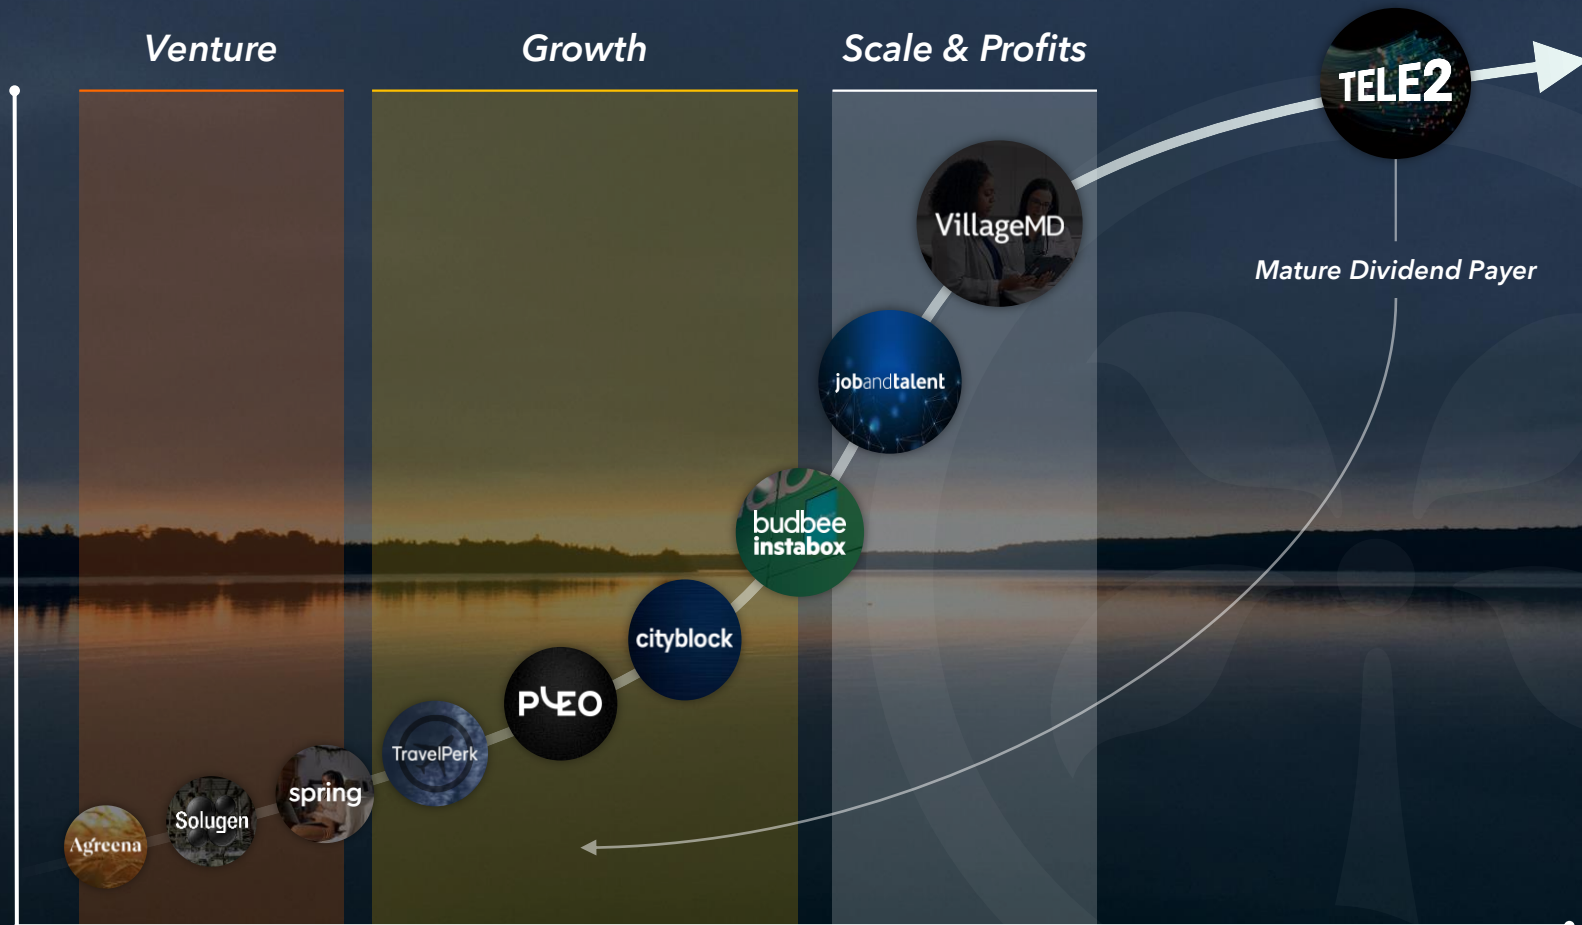 Venture
Growth
Scale & Profits
TELE2
VillageMD
Mature Dividend Payer
jobandtalent
budbee
instabox
cityblock
PLEO
TravelPerk
spring
Solugen
Agreena